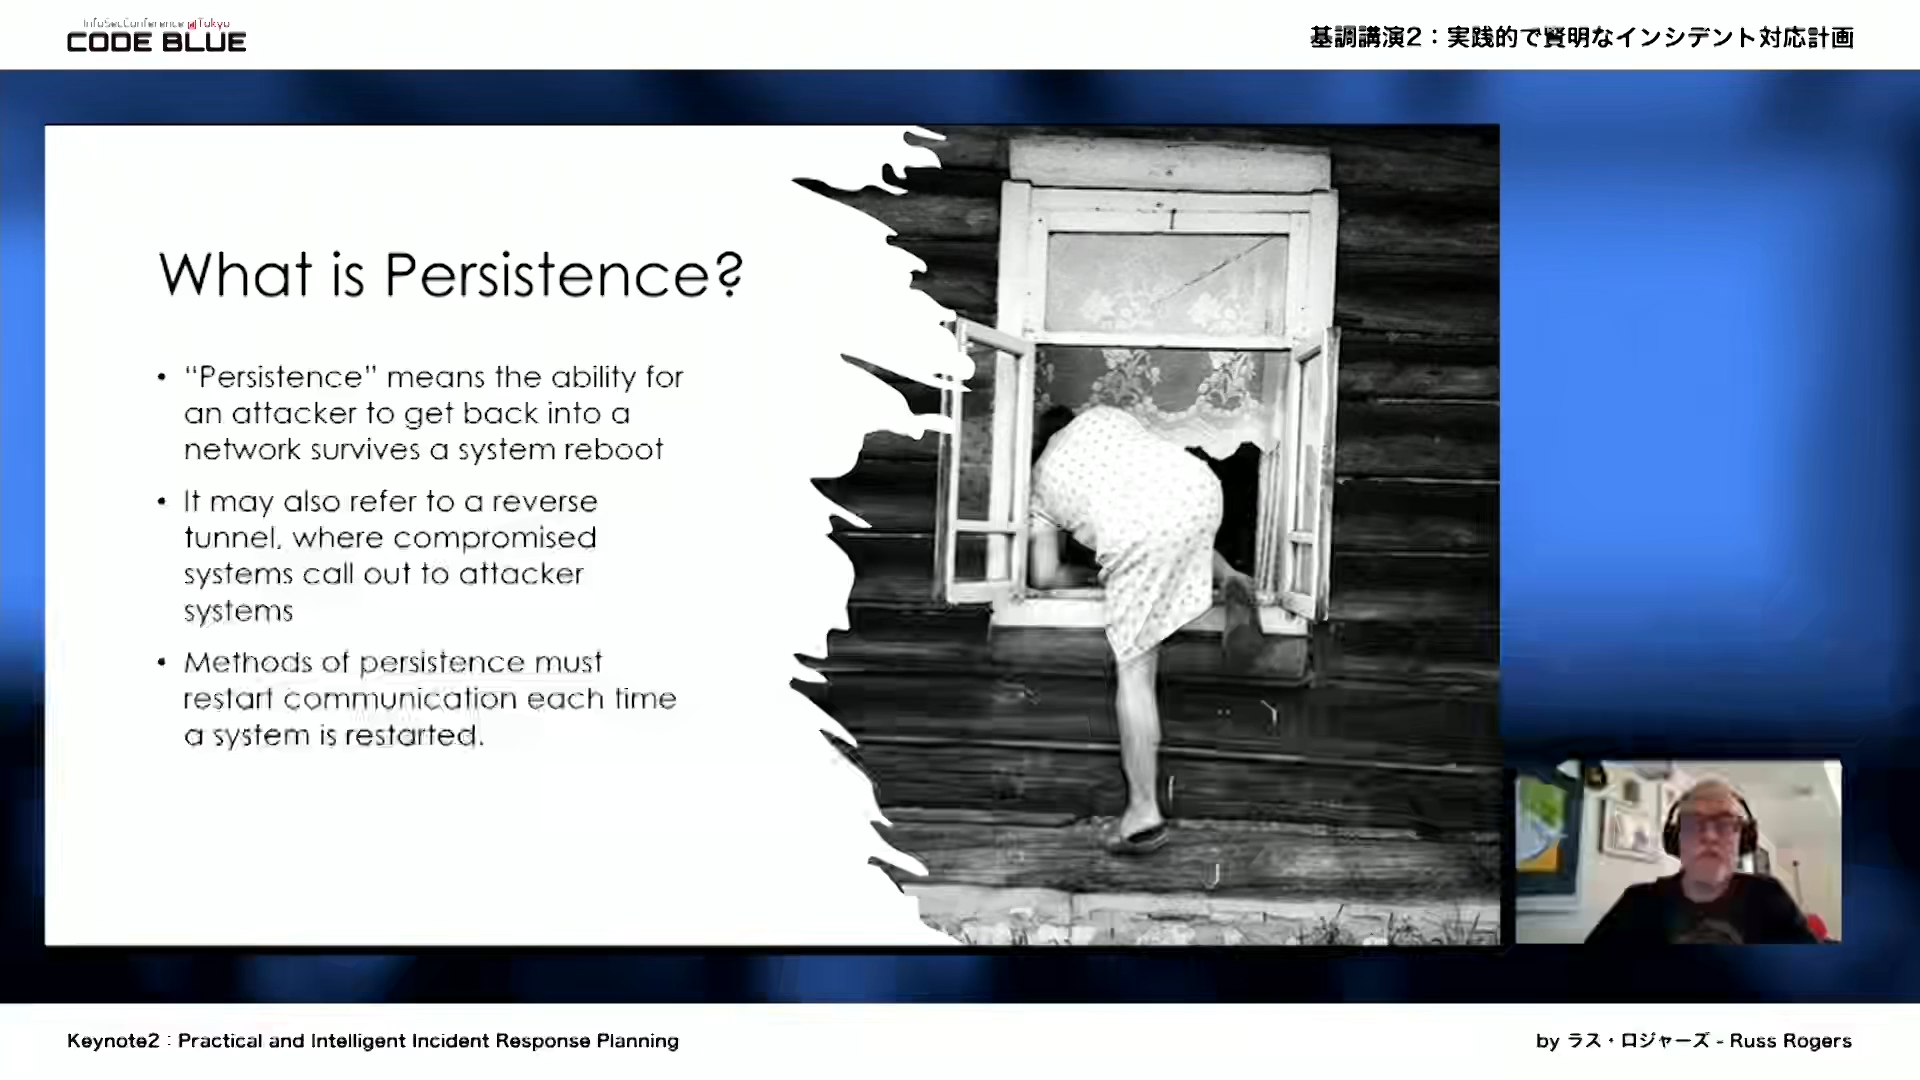 InfoSecConference@Tokyo
CODE BLUE
基調講演2：実践的で賢明なインシデント対応計画
What is Persistence?
• “Persistence” means the ability for
an attacker to get back into a
network survives a system reboot
• It may also refer to a reverse
tunnel, where compromised
systems call out to attacker
systems
• Methods of persistence must
restart communication each time
a system is restarted.
Keynote2 : Practical and Intelligent Incident Response Planning
by ラス・ロジャーズ - Russ Rogers